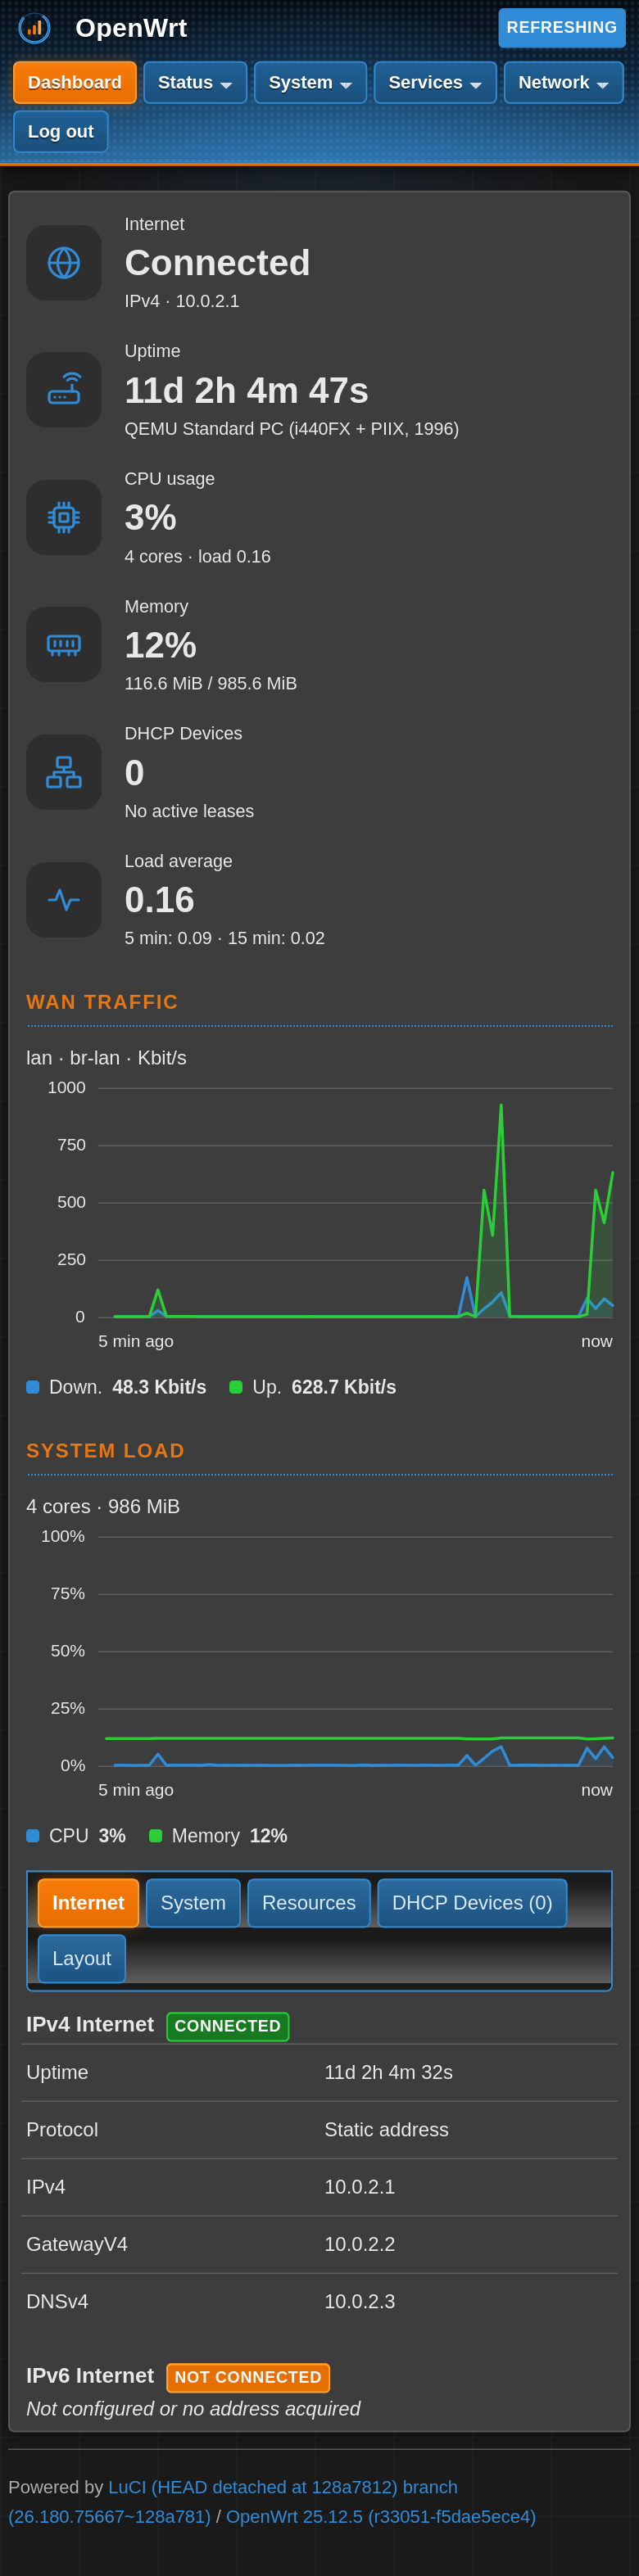 OpenWrt
REFRESHING
Dashboard Status System Services Network
Log out
Internet
Connected
IPv4 · 10.0.2.1
Uptime
11d 2h 4m 47s
QEMU Standard PC (i440FX + PIIX, 1996)
CPU usage
3%
4 cores · load 0.16
Memory
12%
116.6 MiB / 985.6 MiB
DHCP Devices
0
No active leases
Load average
0.16
5 min: 0.09 · 15 min: 0.02
WAN TRAFFIC
lan · br-lan · Kbit/s
1000
750
500
250
0
5 min ago now
Down. 48.3 Kbit/s Up. 628.7 Kbit/s
SYSTEM LOAD
4 cores · 986 MiB
100%
75%
50%
25%
0%
5 min ago now
CPU 3% Memory 12%
Internet System Resources DHCP Devices (0)
Layout
IPv4 Internet CONNECTED
Uptime 11d 2h 4m 32s
Protocol Static address
IPv4 10.0.2.1
GatewayV4 10.0.2.2
DNSv4 10.0.2.3
IPv6 Internet NOT CONNECTED
Not configured or no address acquired
Powered by LuCI (HEAD detached at 128a7812) branch
(26.180.75667~128a781) / OpenWrt 25.12.5 (r33051-f5dae5ece4)